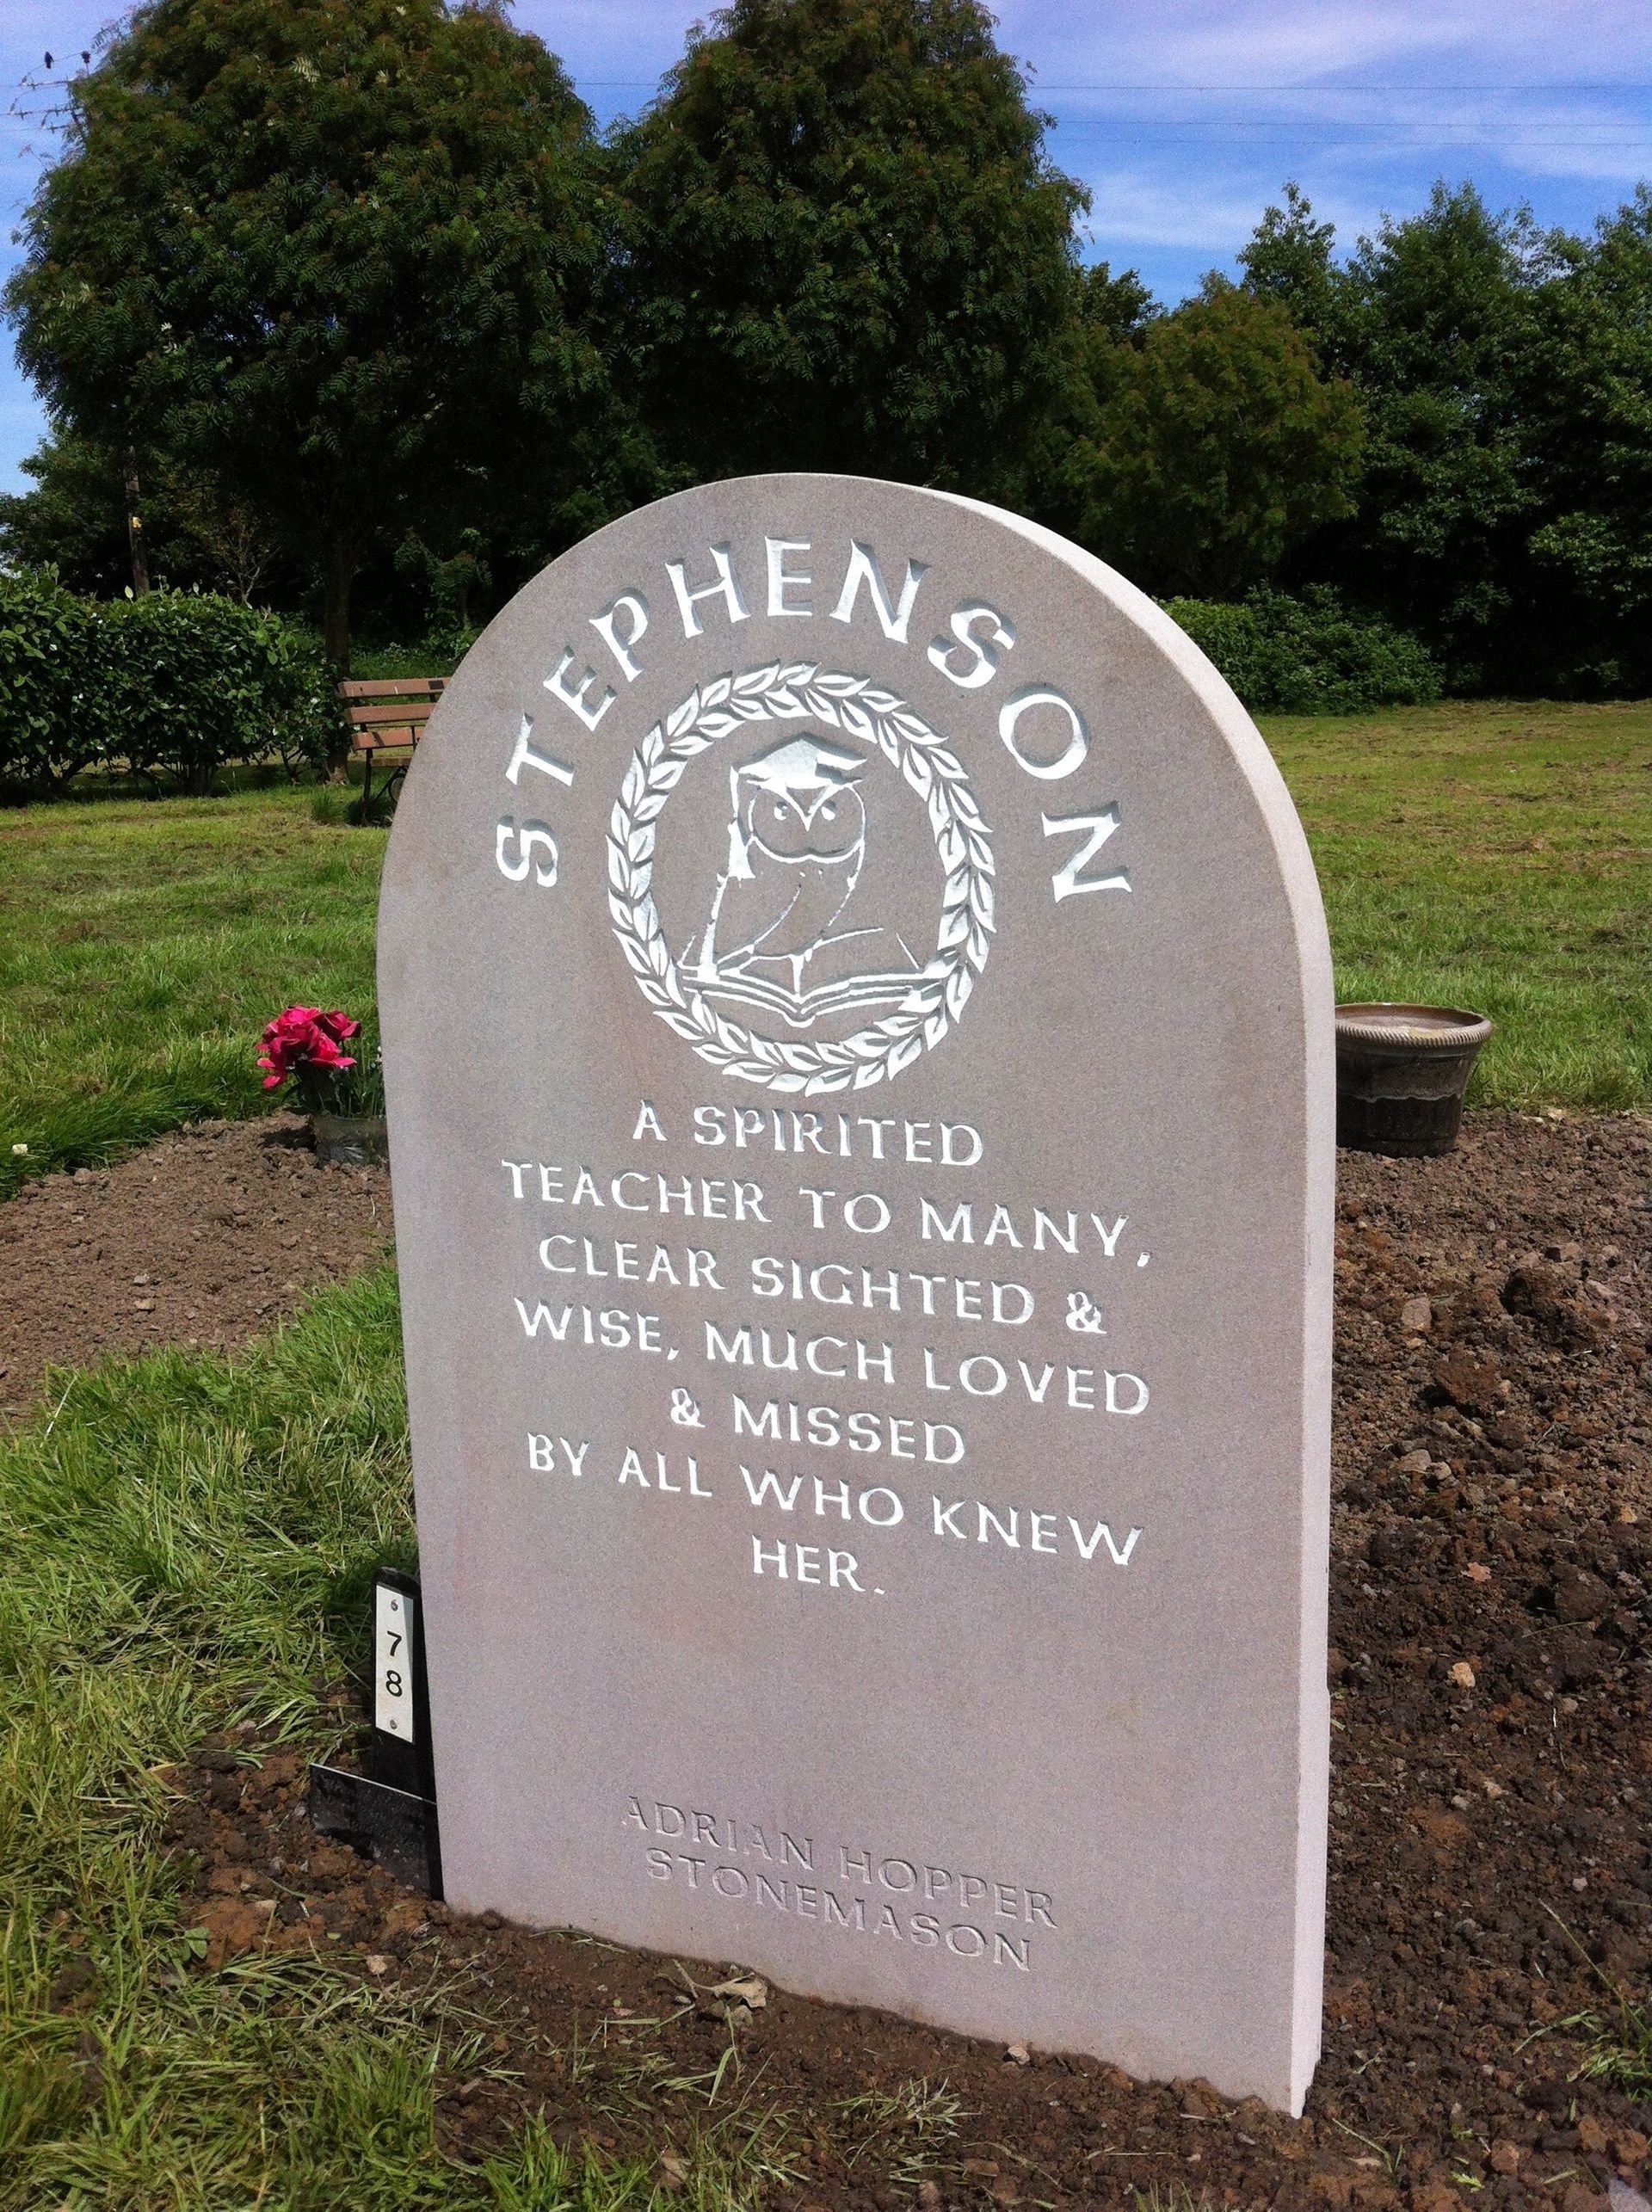 STEPHENSON
A SPIRITED
TEACHER TO MANY,
CLEAR SIGHTED &
WISE, MUCH LOVED
& MISSED
BY ALL WHO KNEW
HER.
78
ADRIAN HOPPER
STONEMASON